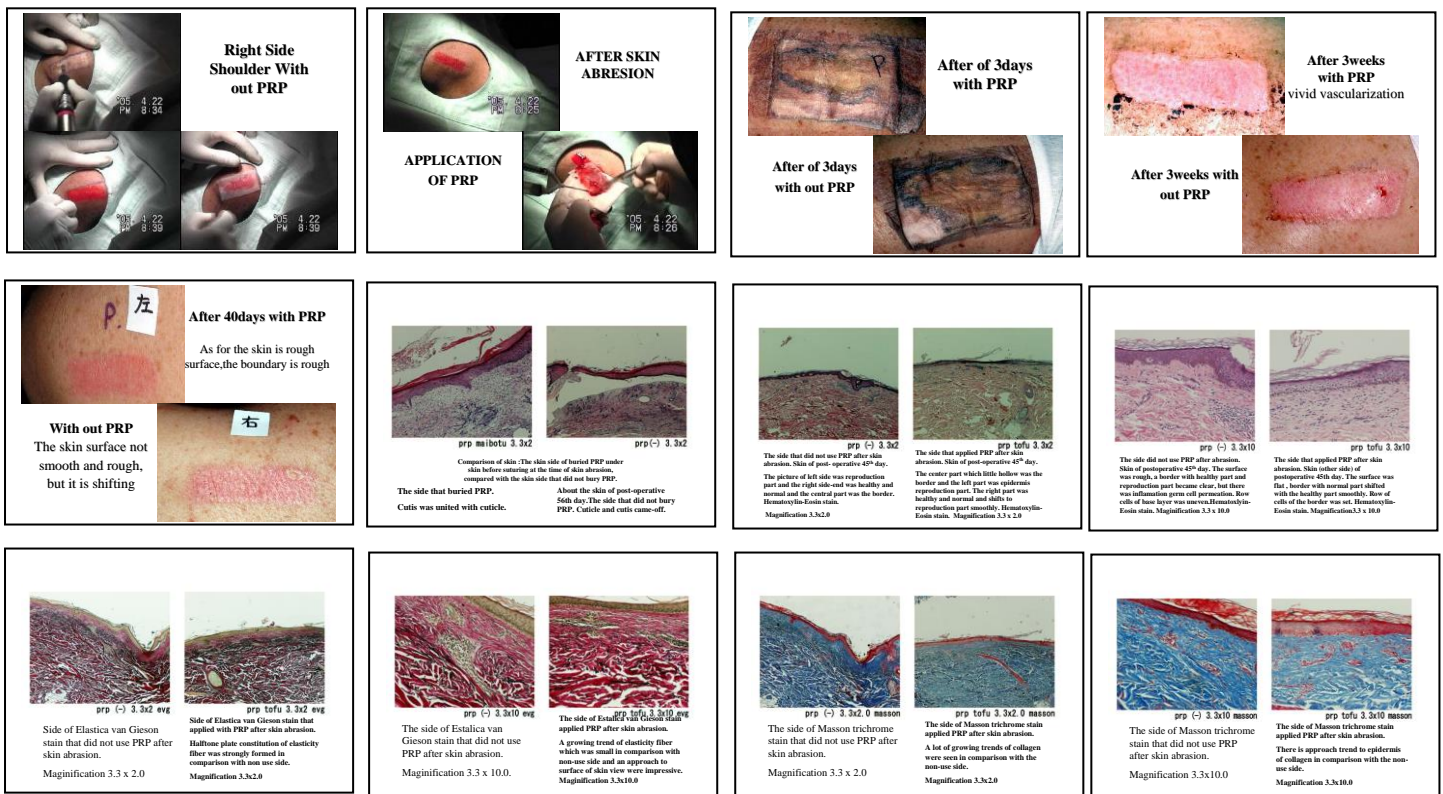 Right Side
Shoulder With
out PRP
'05. 4.22
PM 8:34
'05. 4.22
PM 8:39
'05. 4.22
PM 8:39
AFTER SKIN
ABRESION
'05. 4.22
APPLICATION
OF PRP
'05. 4.22
PM 8:26
After of 3days
with PRP
P
After of 3days
with out PRP
After 3weeks
with PRP
vivid vascularization
After 3weeks with
out PRP
P.
左
After 40days with PRP
As for the skin is rough
surface,the boundary is rough
With out PRP
The skin surface not
smooth and rough,
but it is shifting
右
prp maibotu 3.3x2
prp(-) 3.3x2
Comparison of skin :The skin side of buried PRP under
skin before suturing at the time of skin abrasion,
compared with the skin side that did not bury PRP.
The side that buried PRP.
Cutis was united with cuticle.
About the skin of post-operative
56th day.The side that did not bury
PRP. Cuticle and cutis came-off.
prp (-) 3.3x2
prp tofu 3.3x2
The side that did not use PRP after skin
abrasion. Skin of post- operative 45th day.
The picture of left side was reproduction
part and the right side-end was healthy and
normal and the central part was the border.
Hematoxylin-Eosin stain.
Magnification 3.3x2.0
The side that applied PRP after skin
abrasion. Skin of post- operative 45th day.
The center part which little hollow was the
border and the left part was epidermis
reproduction part. The right part was
healthy and normal and shifts to
reproduction part smoothly. Hematoxylin-
Eosin stain. Magnification 3.3 x 2.0
prp (-) 3.3x10
prp tofu 3.3x10
The side did not use PRP after abrasion.
Skin of postoperative 45th day. The surface
was rough, a border with healthy part and
reproduction part became clear, but there
was inflamation germ cell permeation. Row
cells of base layer was uneven.Hematoxlyin-
Eosin stain. Maginification 3.3 x 10.0
The side that applied PRP after skin
abrasion. Skin (other side) of
postoperative 45th day. The surface was
flat , border with normal part shifted
with the healthy part smoothly. Row of
cells of the border was set. Hematoxylin-
Eosin stain. Magnification3.3 x 10.0
prp (-) 3.3x2 evg
prp tofu 3.3x2 evg
Side of Elastica van Gieson
stain that did not use PRP after
skin abrasion.
Maginification 3.3 x 2.0
Side of Elastica van Gieson stain that
applied with PRP after skin abrasion.
Halftone plate constitution of elasticity
fiber was strongly formed in
comparison with non use side.
Magnification 3.3x2.0
prp (-) 3.3x10 evg
prp tofu 3.3x10 evg
The side of Estalica van
Gieson stain that did not use
PRP after skin abrasion.
Maginification 3.3 x 10.0.
The side of Estalica van Gieson stain
applied PRP after skin abrasion.
A growing trend of elasticity fiber
which was small in comparison with
non-use side and an approach to
surface of skin view were impressive.
Maginification 3.3x10.0
prp (-) 3.3x2.0 masson
prp tofu 3.3x2.0 masson
The side of Masson trichrome
stain that did not use PRP
after skin abrasion.
Magnification 3.3 x 2.0
The side of Masson trichrome stain
applied PRP after skin abrasion.
A lot of growing trends of collagen
were seen in comparison with the
non-use side.
Magnification 3.3x2.0
prp (-) 3.3x10 masson
prp tofu 3.3x10 masson
The side of Masson trichrome
stain that did not use PRP
after skin abrasion.
Magnification 3.3x10.0
The side of Masson trichrome stain
applied PRP after skin abrasion.
There is approach trend to epidermis
of collagen in comparison with the non-
use side.
Magnification 3.3x10.0